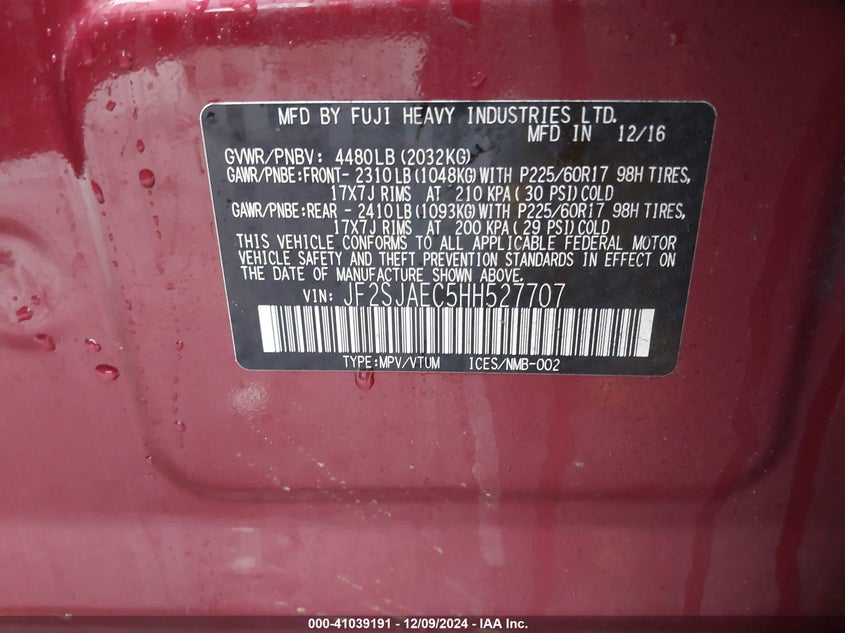 MFD BY FUJI HEAVY INDUSTRIES LTD.
MFD IN 12/16
GVWR/PNBV: 4480LB(2032KG)
GAWR/PNBE:FRONT- 2310LB(1048KG)WITH P225/60R17 98H TIRES,
17X7J RIMS AT 210 KPA(30 PSI)COLD
GAWR/PNBE:REAR - 2410LB(1093KG)WITH P225/60R17 98H TIRES,
17X7J RIMS AT 200 KPA(29 PSI)COLD
THIS VEHICLE CONFORMS TO ALL APPLICABLE FEDERAL MOTOR
VEHICLE SAFETY AND THEFT PREVENTION STANDARDS IN EFFECT ON
THE DATE OF MANUFACTURE SHOWN ABOVE.
VIN: JF2SJAEC5HH527707
TYPE:MPV/VTUM ICES/NMB-002
000-41039191 - 12/09/2024 - IAA Inc.